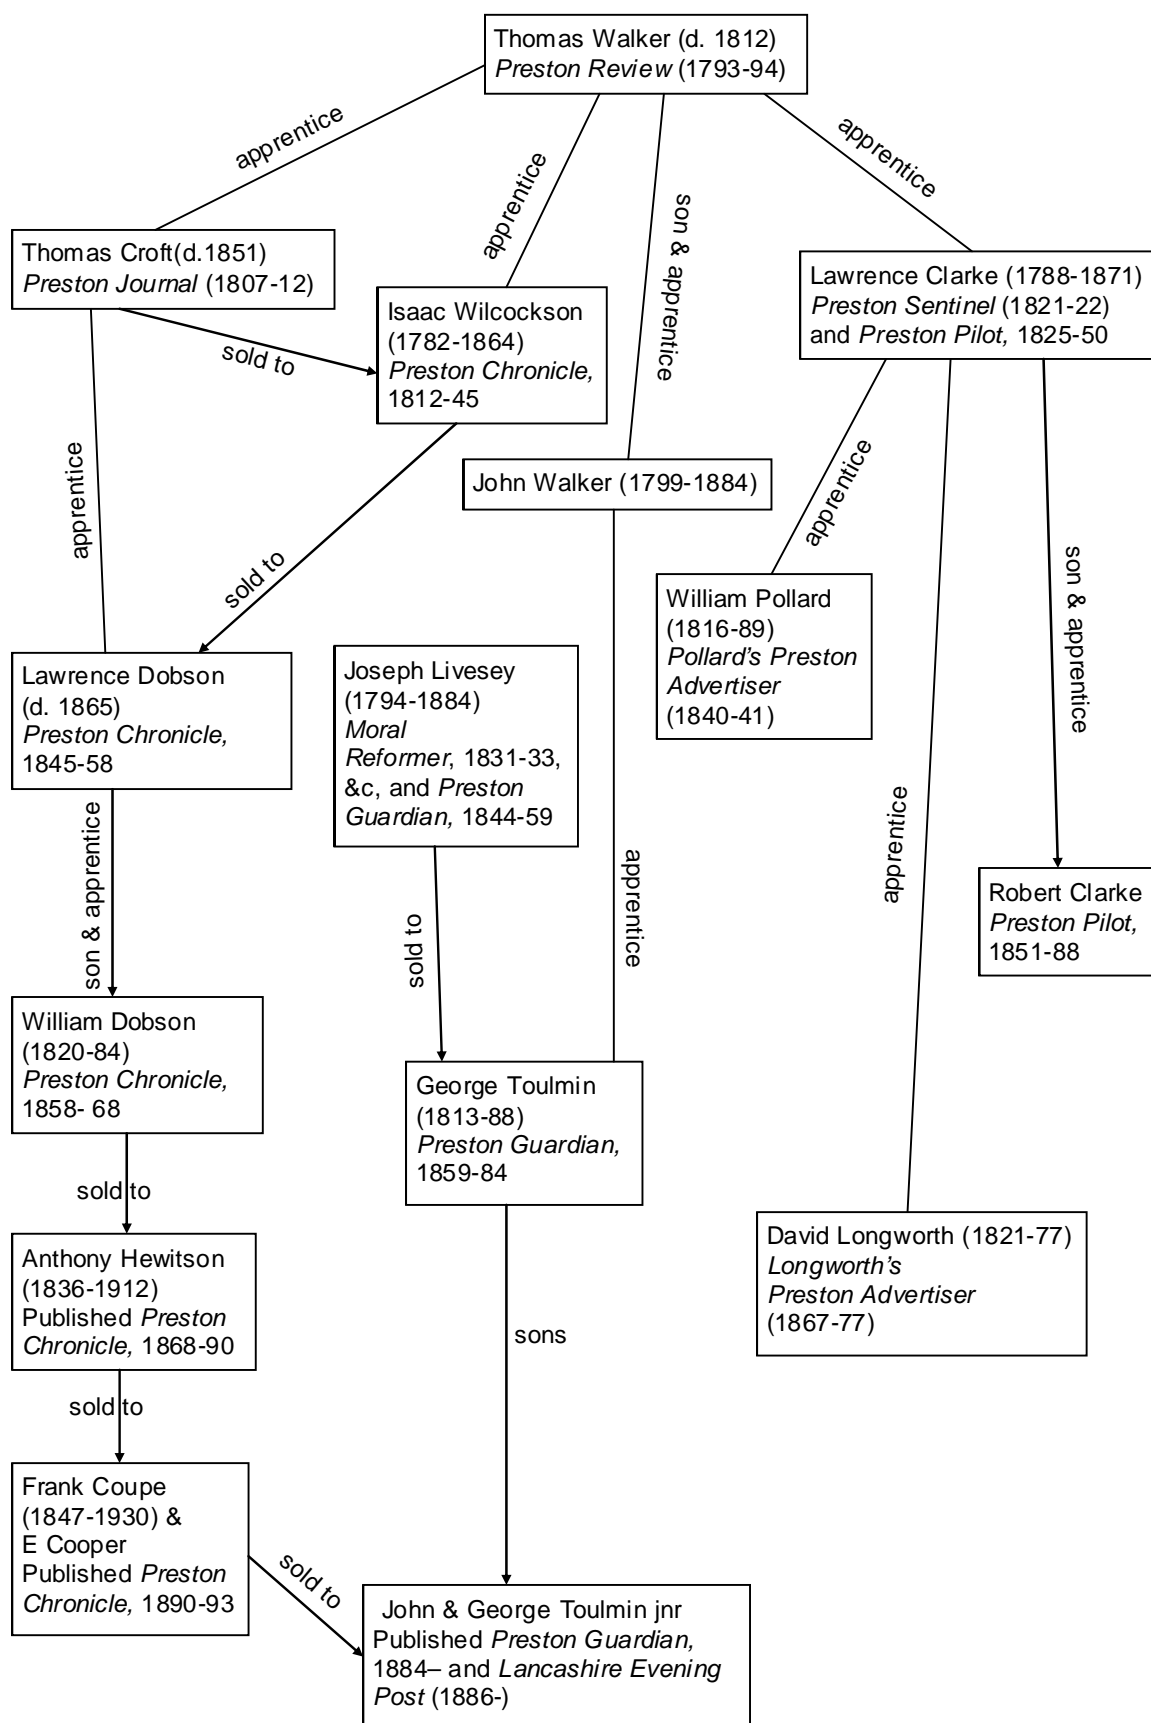 Thomas Walker (d. 1812)
Preston Review (1793-94)
apprentice
apprentice
son & apprentice
apprentice
Thomas Croft(d.1851)
Preston Journal (1807-12)
sold to
Isaac Wilcockson
(1782-1864)
Preston Chronicle,
1812-45
Lawrence Clarke (1788-1871)
Preston Sentinel (1821-22)
and Preston Pilot, 1825-50
apprentice
sold to
John Walker (1799-1884)
apprentice
apprentice
son & apprentice
William Pollard
(1816-89)
Pollard's Preston
Advertiser
(1840-41)
Lawrence Dobson
(d. 1865)
Preston Chronicle,
1845-58
Joseph Livesey
(1794-1884)
Moral
Reformer, 1831-33,
&c, and Preston
Guardian, 1844-59
son & apprentice
sold to
apprentice
Robert Clarke
Preston Pilot,
1851-88
William Dobson
(1820-84)
Preston Chronicle,
1858- 68
George Toulmin
(1813-88)
Preston Guardian,
1859-84
sold to
David Longworth (1821-77)
Longworth's
Preston Advertiser
(1867-77)
Anthony Hewitson
(1836-1912)
Published Preston
Chronicle, 1868-90
sons
sold to
Frank Coupe
(1847-1930) &
E Cooper
Published Preston
Chronicle, 1890-93
sold to
John & George Toulmin jnr
Published Preston Guardian,
1884– and Lancashire Evening
Post (1886-)